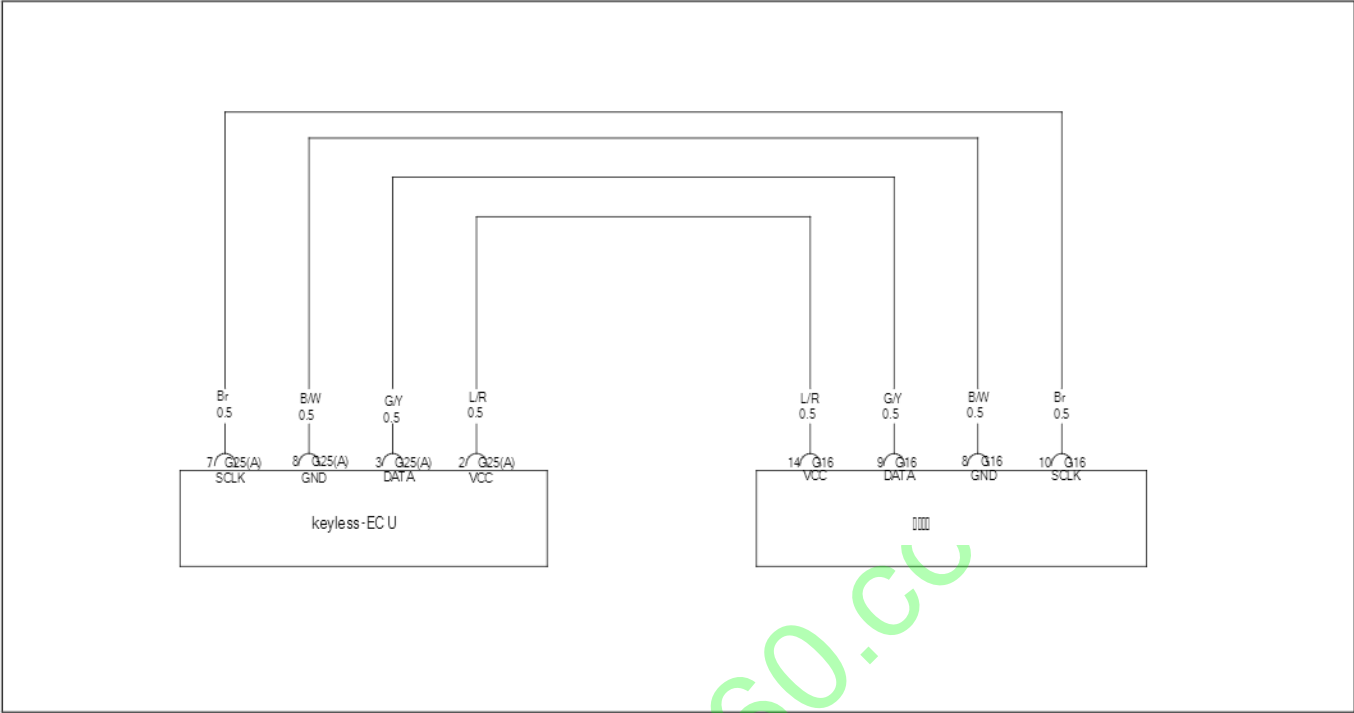 Br
0.5
B/W
0.5
G/Y
0.5
L/R
0.5
L/R
0.5
G/Y
0.5
B/W
0.5
Br
0.5
7 G25(A)
SCLK
8 G25(A)
GND
3 G25(A)
DATA
2 G25(A)
VCC
14 G16
VCC
9 G16
DATA
8 G16
GND
10 G16
SCLK
keyless-ECU
60.co